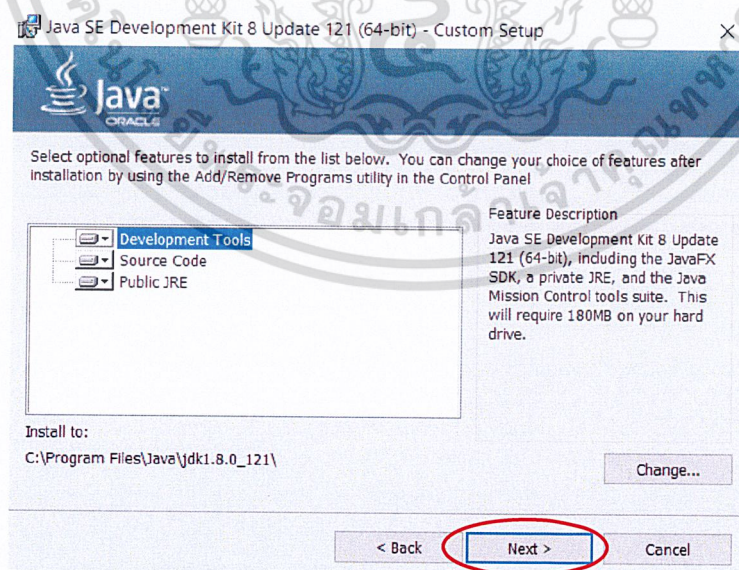 Java SE Development Kit 8 Update 121 (64-bit) - Custom Setup
Java™
ORACLE
Select optional features to install from the list below. You can change your choice of features after
installation by using the Add/Remove Programs utility in the Control Panel
Development Tools
Source Code
Public JRE
Feature Description
Java SE Development Kit 8 Update
121 (64-bit), including the JavaFX
SDK, a private JRE, and the Java
Mission Control tools suite. This
will require 180MB on your hard
drive.
Install to:
C:\Program Files\Java\jdk1.8.0_121\
Change...
< Back
Next >
Cancel